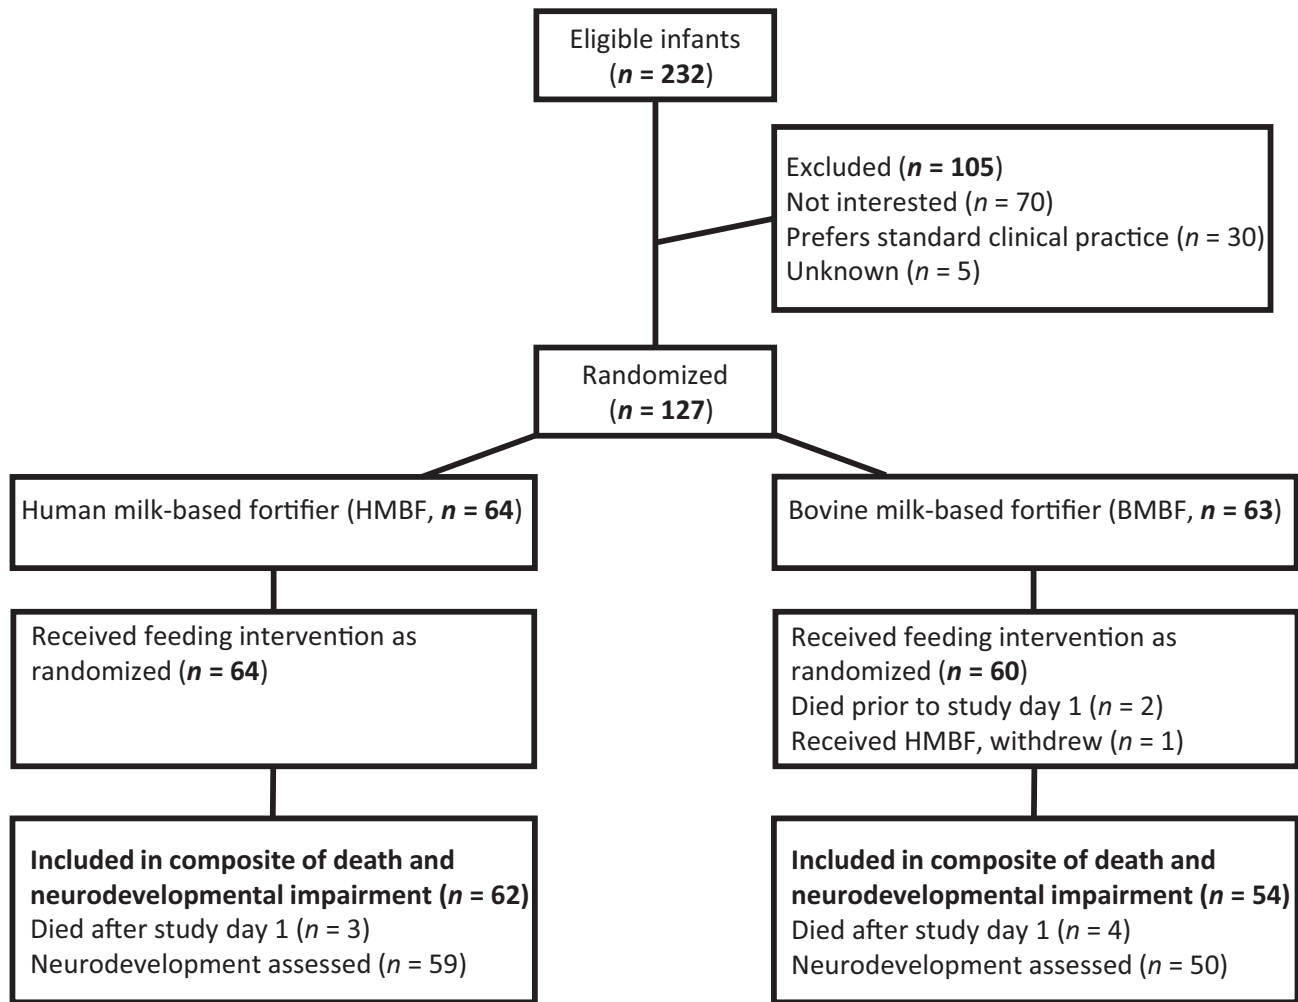 Eligible infants
(n = 232)
Excluded (n = 105)
Not interested (n = 70)
Prefers standard clinical practice (n = 30)
Unknown (n = 5)
Randomized
(n = 127)
Human milk-based fortifier (HMBF, n = 64)
Bovine milk-based fortifier (BMBF, n = 63)
Received feeding intervention as
randomized (n = 64)
Received feeding intervention as
randomized (n = 60)
Died prior to study day 1 (n = 2)
Received HMBF, withdrew (n = 1)
Included in composite of death and
neurodevelopmental impairment (n = 62)
Died after study day 1 (n = 3)
Neurodevelopment assessed (n = 59)
Included in composite of death and
neurodevelopmental impairment (n = 54)
Died after study day 1 (n = 4)
Neurodevelopment assessed (n = 50)